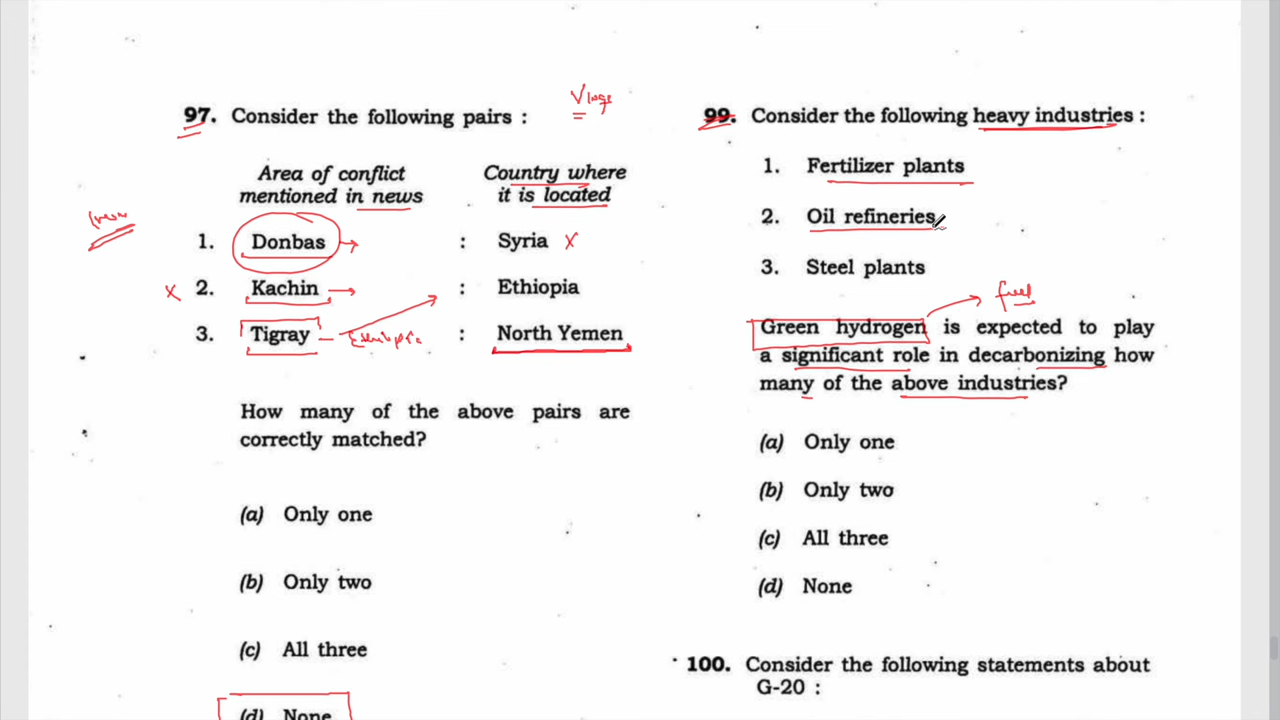 97. Consider the following pairs :
Area of conflict
mentioned in news
Country where
it is located
1. Donbas : Syria x
x 2. Kachin : Ethiopia
3. Tigray : North Yemen
How many of the above pairs are
correctly matched?
(a) Only one
(b) Only two
(c) All three
(d) None
99. Consider the following heavy industries :
1. Fertilizer plants
2. Oil refineries
3. Steel plants
fuel
Green hydrogen is expected to play
a significant role in decarbonizing how
many of the above industries?
(a) Only one
(b) Only two
(c) All three
(d) None
100. Consider the following statements about
G-20 :